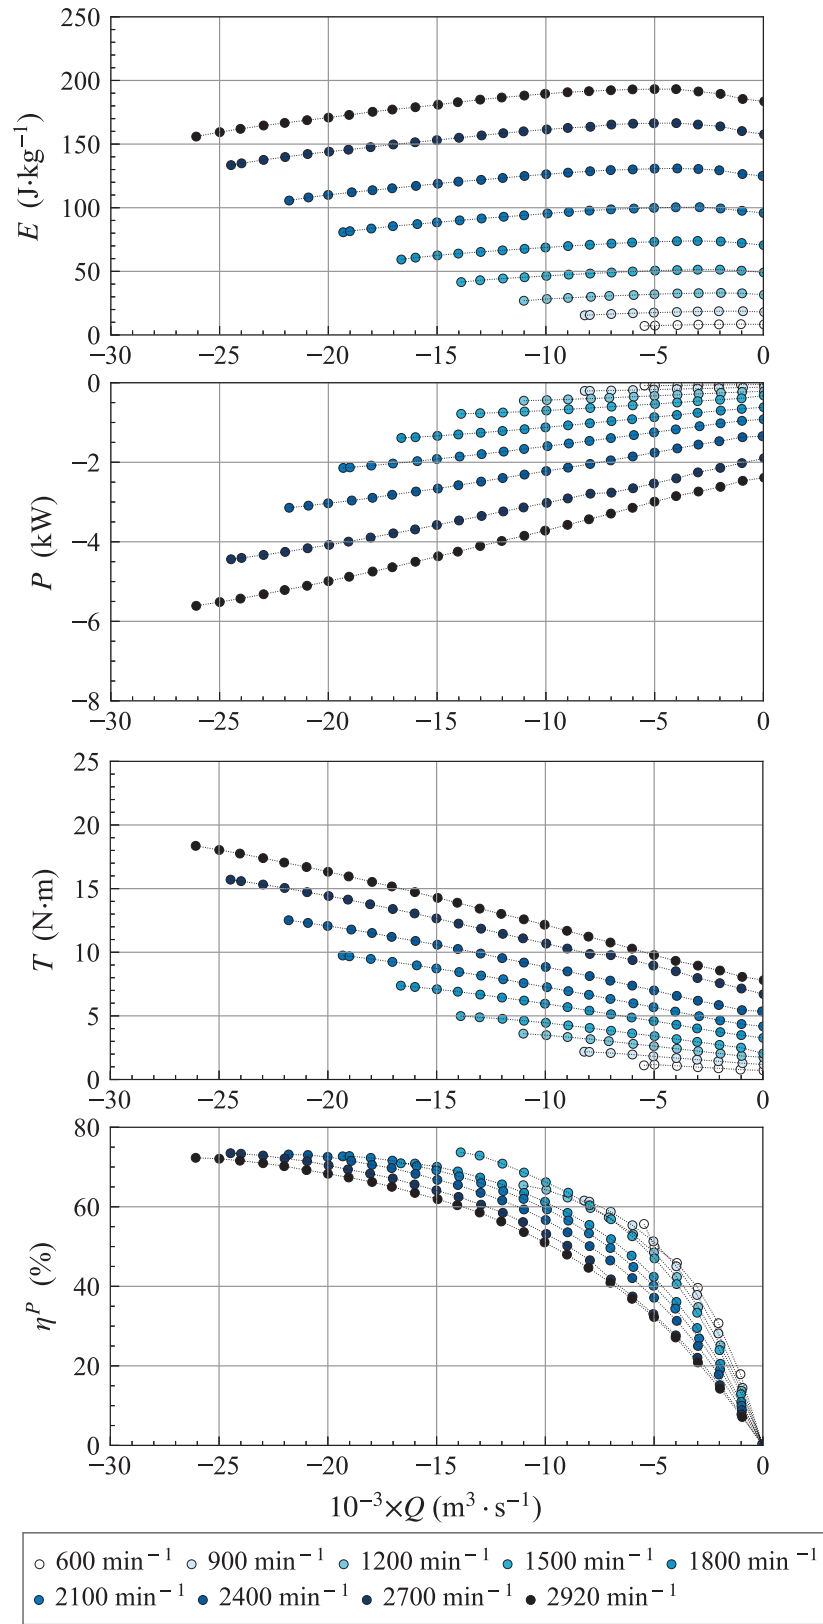 250
200
150
100
50
0
E (J·kg⁻¹)
−30 −25 −20 −15 −10 −5 0
0
−2
−4
−6
−8
P (kW)
−30 −25 −20 −15 −10 −5 0
25
20
15
10
5
0
T (N·m)
−30 −25 −20 −15 −10 −5 0
80
60
40
20
0
ηᴾ (%)
−30 −25 −20 −15 −10 −5 0
10⁻³×Q (m³·s⁻¹)
600 min⁻¹ 900 min⁻¹ 1200 min⁻¹ 1500 min⁻¹ 1800 min⁻¹
2100 min⁻¹ 2400 min⁻¹ 2700 min⁻¹ 2920 min⁻¹